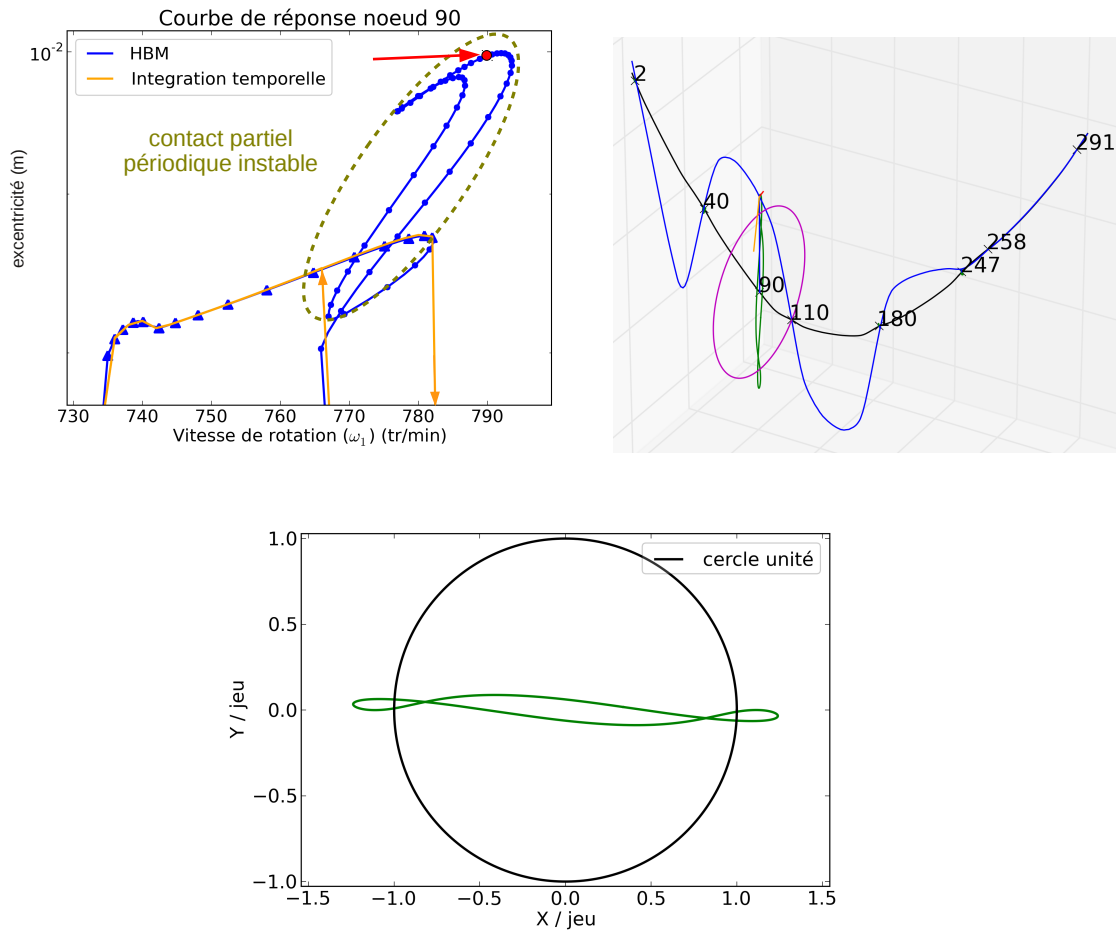 Courbe de réponse noeud 90
10⁻²
HBM
Integration temporelle
contact partiel
périodique instable
excentricité (m)
730 740 750 760 770 780 790
Vitesse de rotation (ω₁) (tr/min)
2
40
90
110
180
247
258
291
1.0
0.5
0.0
−0.5
−1.0
Y / jeu
cercle unité
−1.5 −1.0 −0.5 0.0 0.5 1.0 1.5
X / jeu